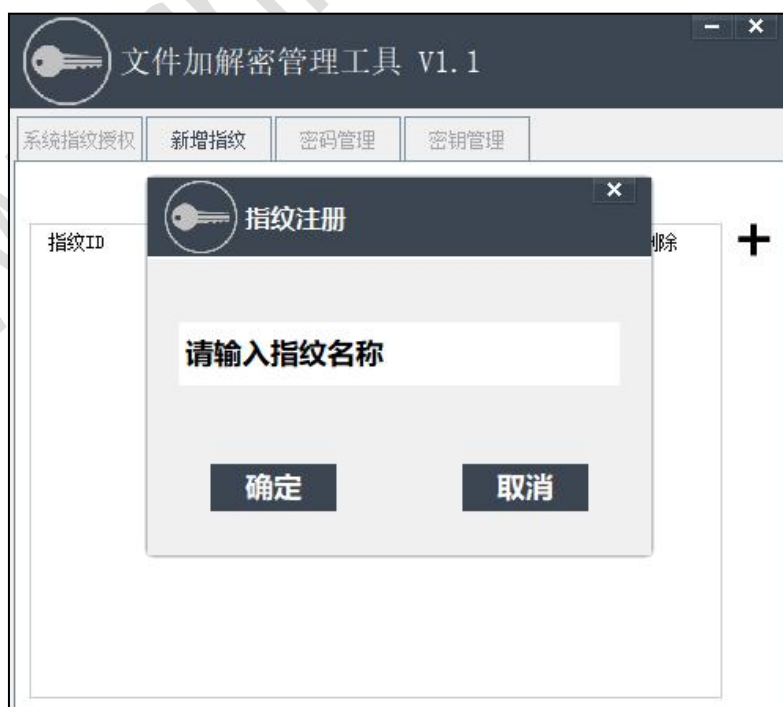 文件加解密管理工具 V1.1
系统指纹授权 新增指纹 密码管理 密钥管理
指纹注册
指纹ID 删除
请输入指纹名称
确定 取消